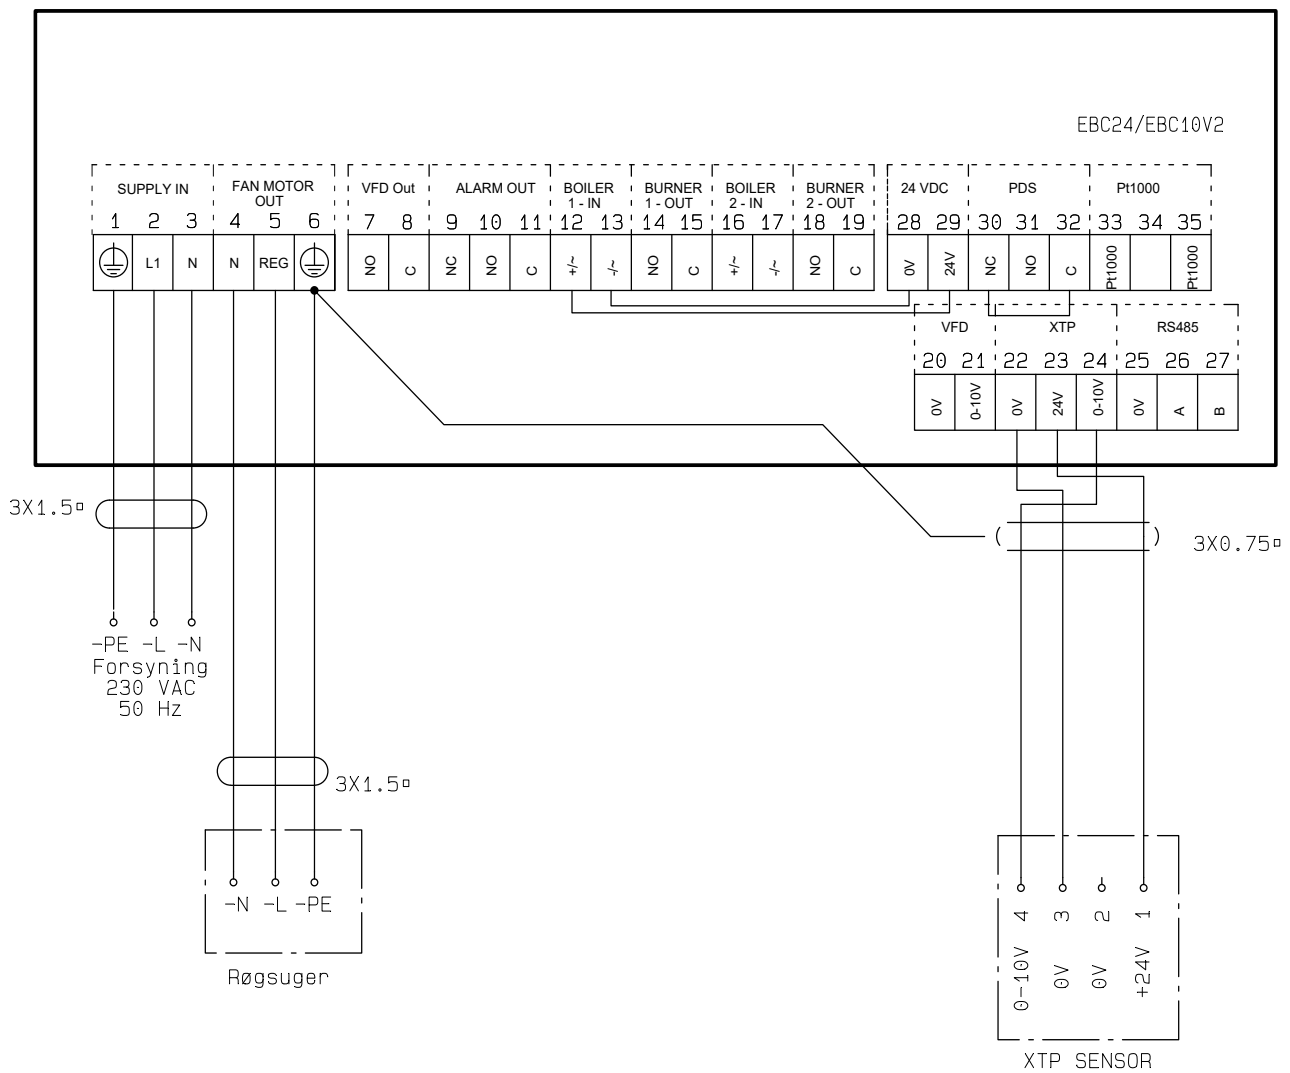 EBC24/EBC10V2
SUPPLY IN FAN MOTOR OUT VFD Out ALARM OUT BOILER 1 - IN BURNER 1 - OUT BOILER 2 - IN BURNER 2 - OUT 24 VDC PDS Pt1000
1 2 3 4 5 6 7 8 9 10 11 12 13 14 15 16 17 18 19 28 29 30 31 32 33 34 35
L1 N N REG NO C NC NO C +/~ -/~ NO C +/~ -/~ NO C 0V 24V NC NO C Pt1000 Pt1000
VFD XTP RS485
20 21 22 23 24 25 26 27
0V 0-10V 0V 24V 0-10V 0V A B
3X1.5▫
3X0.75▫
-PE -L -N
Forsyning
230 VAC
50 Hz
3X1.5▫
-N -L -PE
Røgsuger
4 3 2 1
0-10V 0V 0V +24V
XTP SENSOR